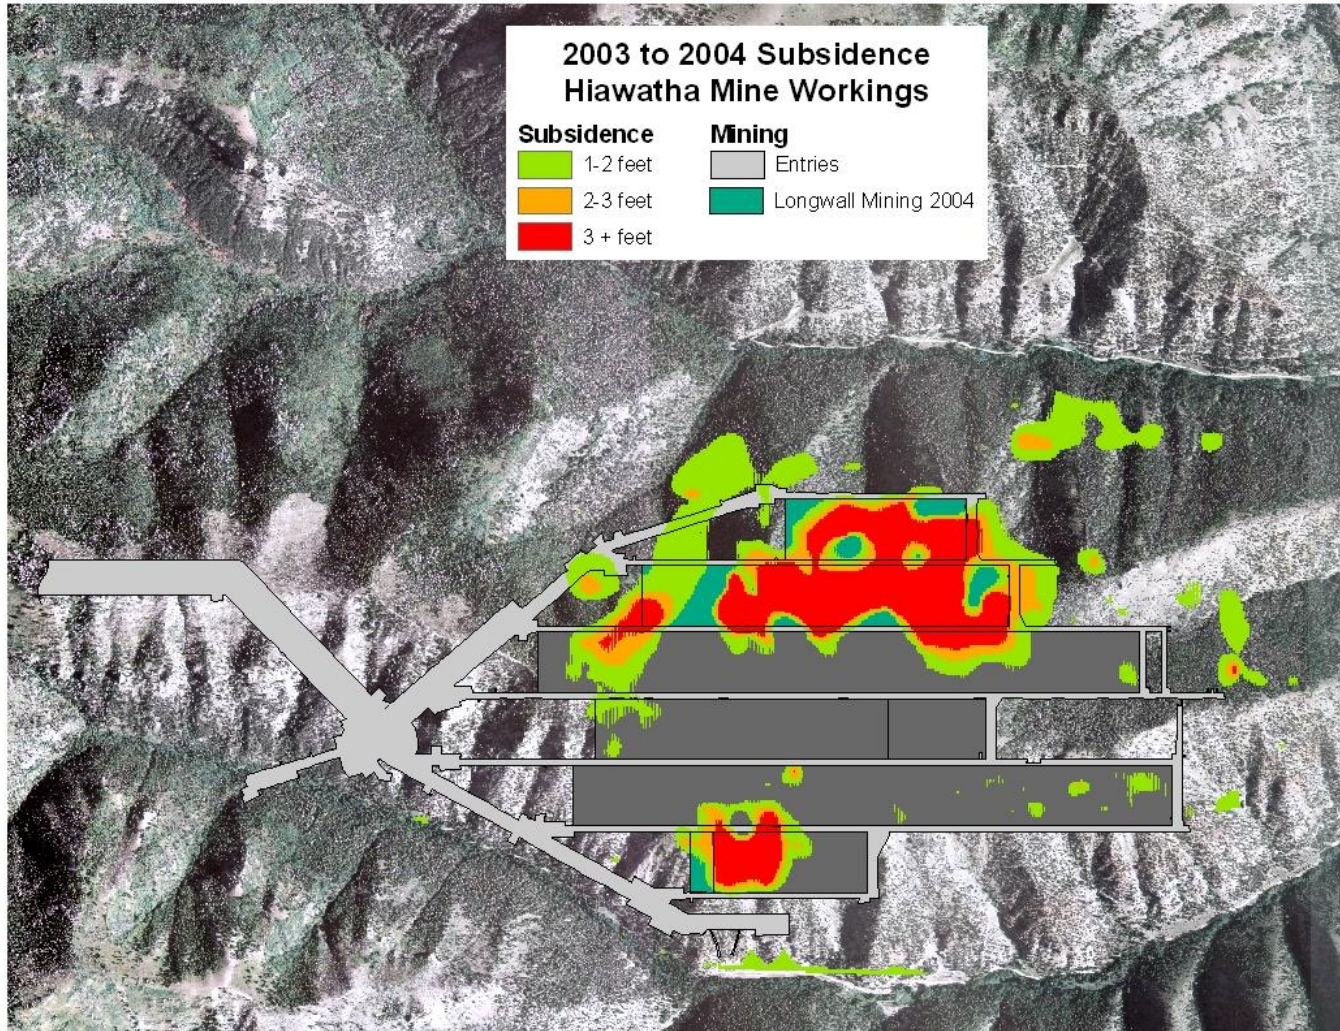 2003 to 2004 Subsidence
Hiawatha Mine Workings
Subsidence
1-2 feet
2-3 feet
3 + feet
Mining
Entries
Longwall Mining 2004